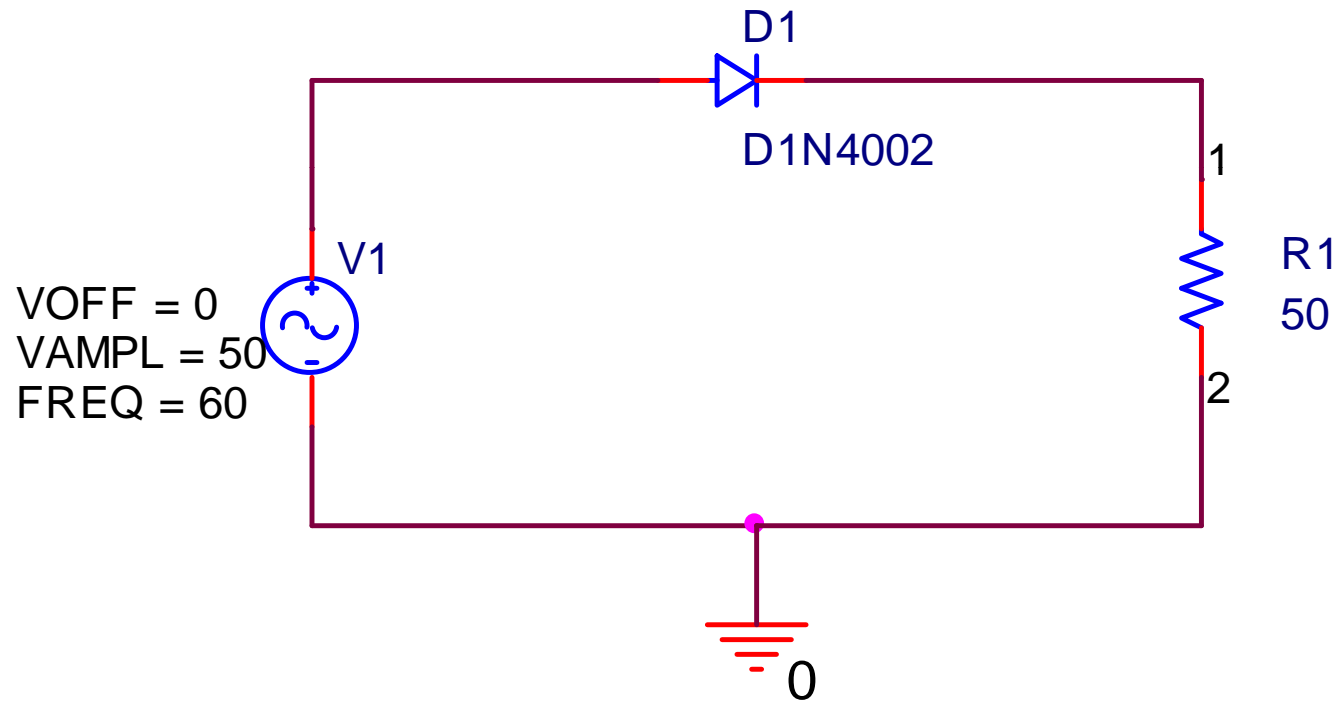 D1
D1N4002
1
V1
R1
VOFF = 0
50
VAMPL = 50
2
FREQ = 60
0